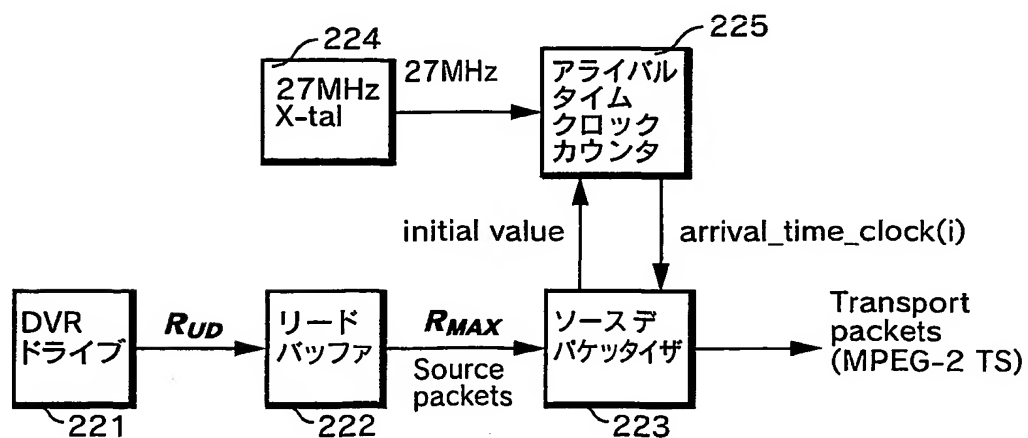 224
225
27MHz
X-tal
27MHz
アライバル
タイム
クロック
カウンタ
initial value
arrival_time_clock(i)
DVR
ドライブ
RUD
リード
バッファ
RMAX
Source
packets
ソースデ
パケッタイザ
Transport
packets
(MPEG-2 TS)
221
222
223